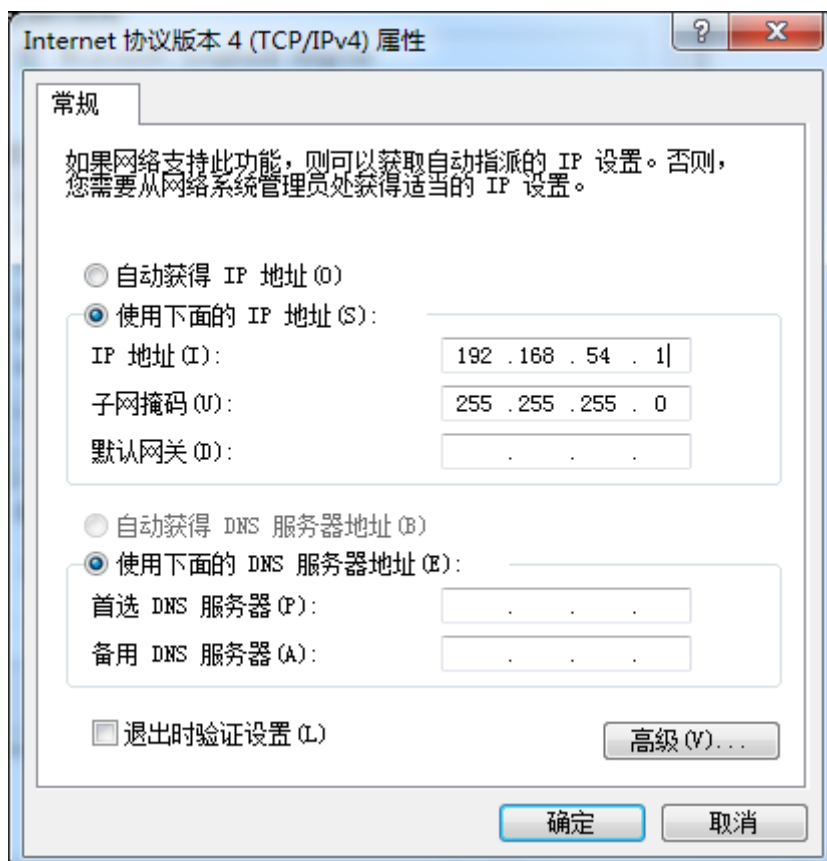 Internet 协议版本 4 (TCP/IPv4) 属性
常规
如果网络支持此功能，则可以获取自动指派的 IP 设置。否则，
您需要从网络系统管理员处获得适当的 IP 设置。
自动获得 IP 地址(O)
使用下面的 IP 地址(S):
IP 地址(I): 192 .168 . 54 . 1
子网掩码(U): 255 .255 .255 . 0
默认网关(D): . . .
自动获得 DNS 服务器地址(B)
使用下面的 DNS 服务器地址(E):
首选 DNS 服务器(P): . . .
备用 DNS 服务器(A): . . .
退出时验证设置(L)
高级(V)...
确定 取消